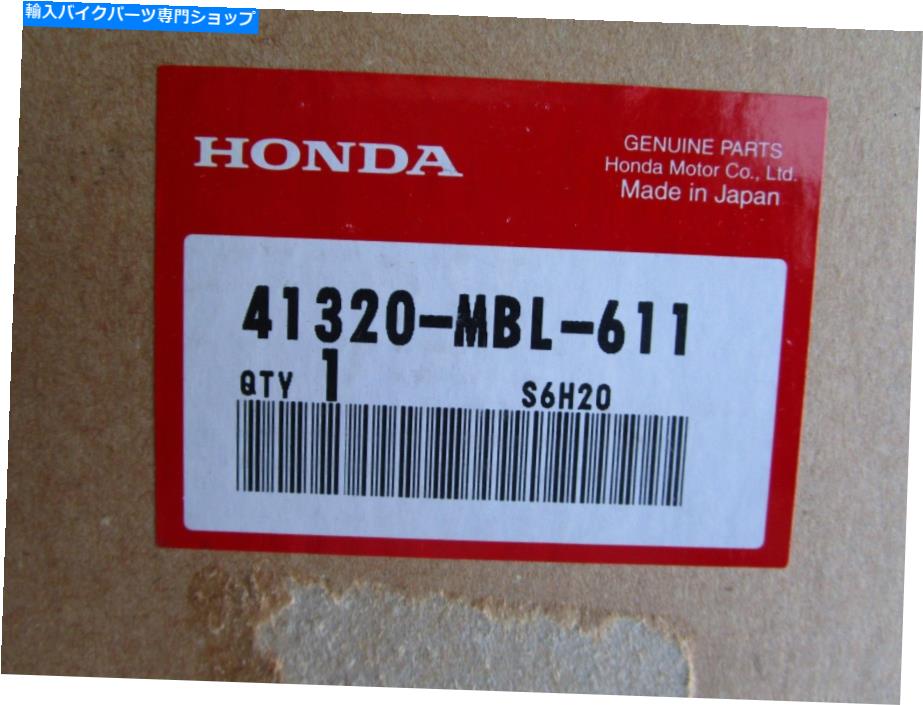 輸入バイクパーツ専門ショップ
HONDA
GENUINE PARTS
Honda Motor Co., Ltd.
Made in Japan
41320-MBL-611
QTY 1 S6H20